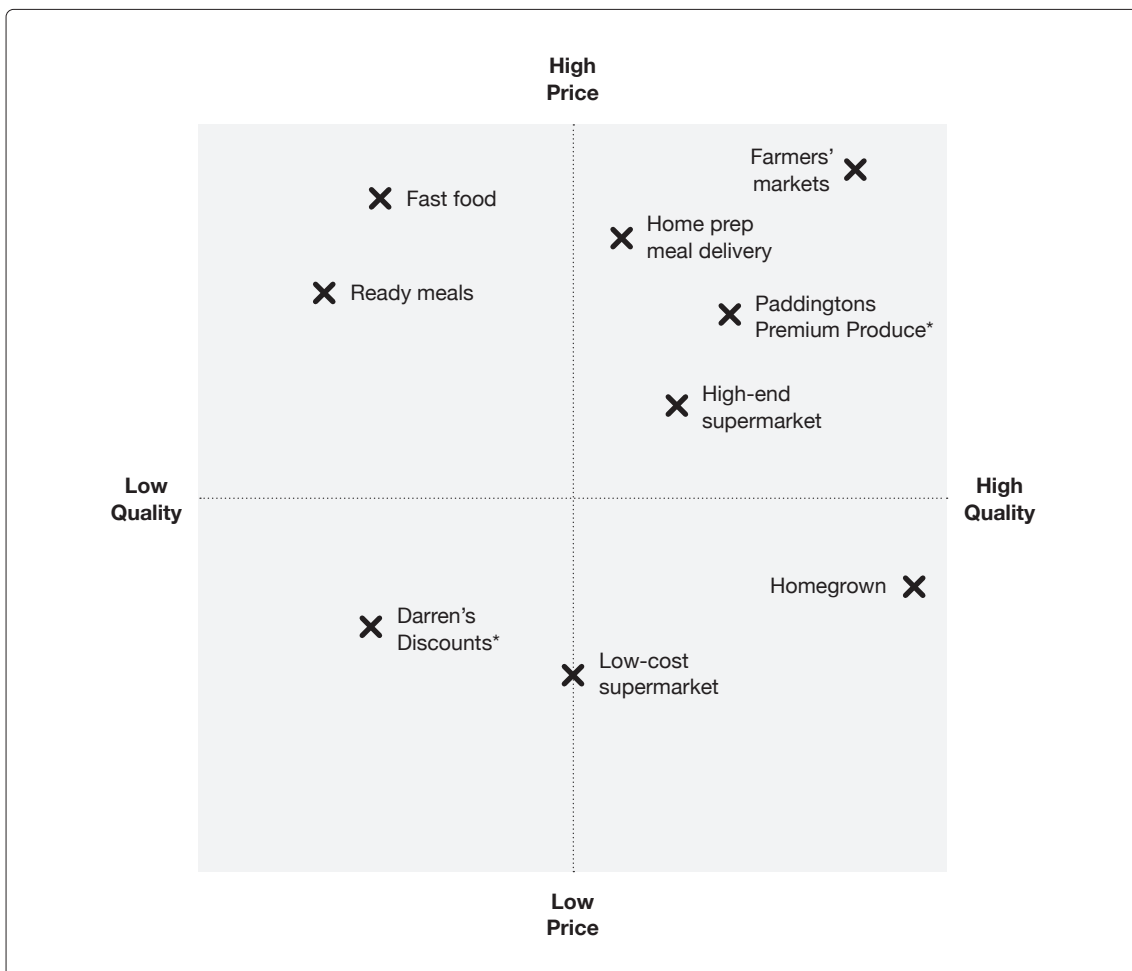 High
Price
Farmers’
markets
Fast food
Home prep
meal delivery
Ready meals
Paddingtons
Premium Produce*
High-end
supermarket
Low
Quality
High
Quality
Homegrown
Darren’s
Discounts*
Low-cost
supermarket
Low
Price